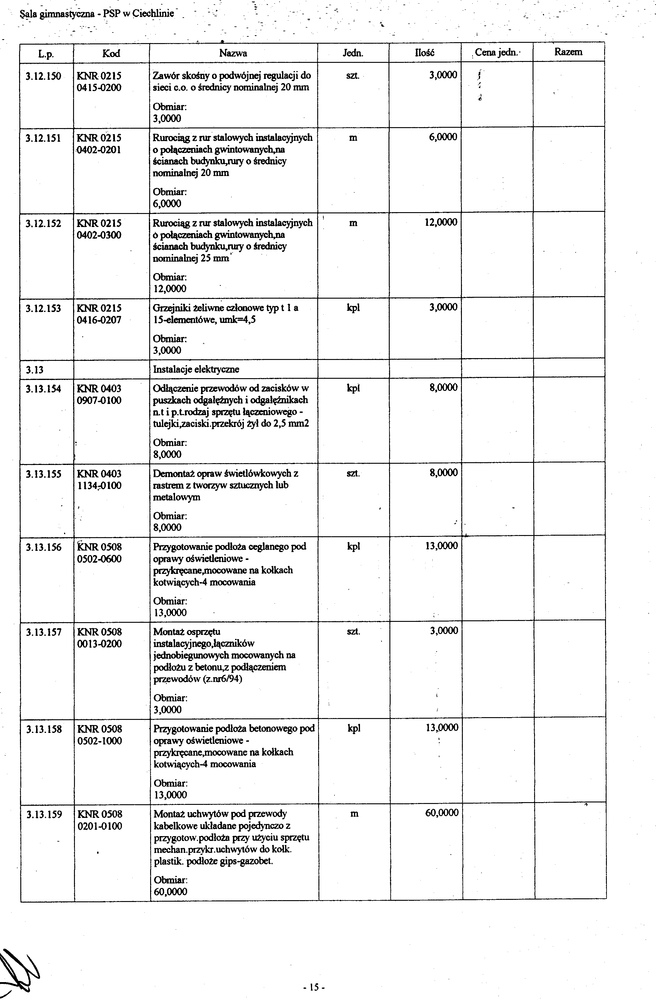 Sala gimnastyczna - PSP w Ciechlinie
L.p. Kod Nazwa Jedn. Ilość Cena jedn. Razem
3.12.150 KNR 0215 Zawór skośny o podwójnej regulacji do szt. 3,0000
0415-0200 sieci c.o. o średnicy nominalnej 20 mm
Obmiar:
3,0000
3.12.151 KNR 0215 Rurociąg z rur stalowych instalacyjnych m 6,0000
0402-0201 o połączeniach gwintowanych,na
ścianach budynku,rury o średnicy
nominalnej 20 mm
Obmiar:
6,0000
3.12.152 KNR 0215 Rurociąg z rur stalowych instalacyjnych m 12,0000
0402-0300 o połączeniach gwintowanych,na
ścianach budynku,rury o średnicy
nominalnej 25 mm
Obmiar:
12,0000
3.12.153 KNR 0215 Grzejniki żeliwne członowe typ t 1 a kpl 3,0000
0416-0207 15-elementówe, umk=4,5
Obmiar:
3,0000
3.13 Instalacje elektryczne
3.13.154 KNR 0403 Odłączenie przewodów od zacisków w kpl 8,0000
0907-0100 puszkach odgałęźnych i odgałęźnikach
n.t i p.t.rodzaj sprzętu łączeniowego -
tulejki,zaciski.przekrój żył do 2,5 mm2
Obmiar:
8,0000
3.13.155 KNR 0403 Demontaż opraw świetlówkowych z szt. 8,0000
1134-0100 rastrem z tworzyw sztucznych lub
metalowym
Obmiar:
8,0000
3.13.156 KNR 0508 Przygotowanie podłoża ceglanego pod kpl 13,0000
0502-0600 oprawy oświetleniowe -
przykręcane,mocowane na kołkach
kotwiących-4 mocowania
Obmiar:
13,0000
3.13.157 KNR 0508 Montaż osprzętu szt. 3,0000
0013-0200 instalacyjnego,łączników
jednobiegunowych mocowanych na
podłożu z betonu,z podłączeniem
przewodów (z.nr6/94)
Obmiar:
3,0000
3.13.158 KNR 0508 Przygotowanie podłoża betonowego pod kpl 13,0000
0502-1000 oprawy oświetleniowe -
przykręcane,mocowane na kołkach
kotwiących-4 mocowania
Obmiar:
13,0000
3.13.159 KNR 0508 Montaż uchwytów pod przewody m 60,0000
0201-0100 kabelkowe układane pojedynczo z
przygotow.podłoża przy użyciu sprzętu
mechan.przykr.uchwytów do kołk.
plastik. podłoże gips-gazobet.
Obmiar:
60,0000
- 15 -